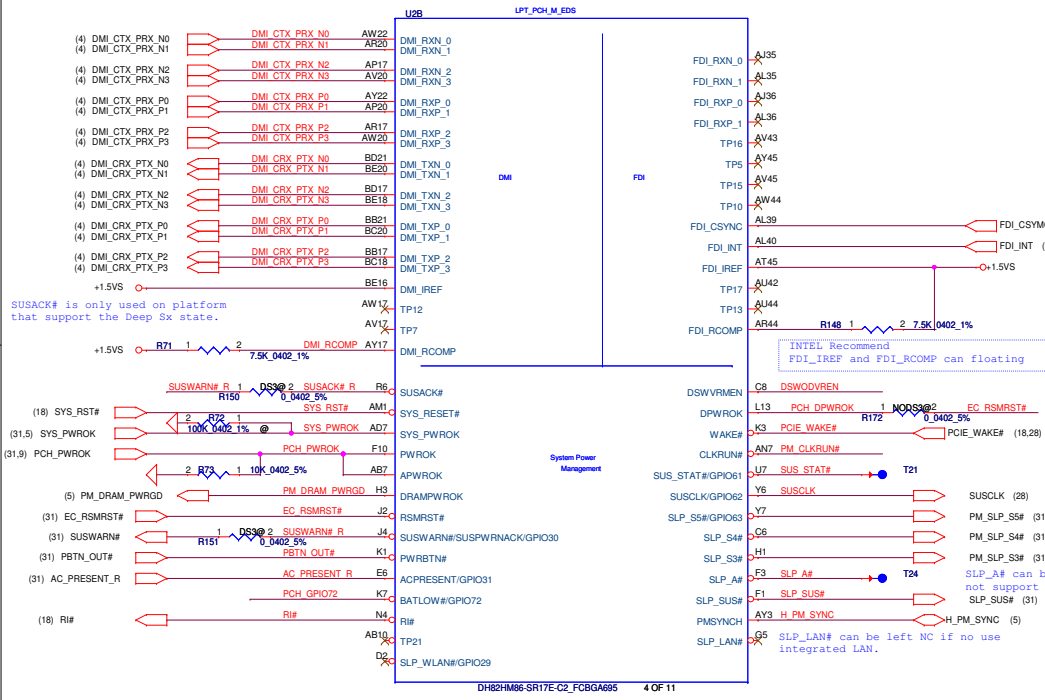 U2B
LPT_PCH_M_EDS
(4) DMI_CTX_PRX_N0 DMI_CTX_PRX_N0 AW22 DMI_RXN_0
(4) DMI_CTX_PRX_N1 DMI_CTX_PRX_N1 AR20 DMI_RXN_1
(4) DMI_CTX_PRX_N2 DMI_CTX_PRX_N2 AP17 DMI_RXN_2
(4) DMI_CTX_PRX_N3 DMI_CTX_PRX_N3 AV20 DMI_RXN_3
(4) DMI_CTX_PRX_P0 DMI_CTX_PRX_P0 AY22 DMI_RXP_0
(4) DMI_CTX_PRX_P1 DMI_CTX_PRX_P1 AP20 DMI_RXP_1
(4) DMI_CTX_PRX_P2 DMI_CTX_PRX_P2 AR17 DMI_RXP_2
(4) DMI_CTX_PRX_P3 DMI_CTX_PRX_P3 AW20 DMI_RXP_3
(4) DMI_CRX_PTX_N0 DMI_CRX_PTX_N0 BD21 DMI_TXN_0
(4) DMI_CRX_PTX_N1 DMI_CRX_PTX_N1 BE20 DMI_TXN_1
(4) DMI_CRX_PTX_N2 DMI_CRX_PTX_N2 BD17 DMI_TXN_2
(4) DMI_CRX_PTX_N3 DMI_CRX_PTX_N3 BE18 DMI_TXN_3
(4) DMI_CRX_PTX_P0 DMI_CRX_PTX_P0 BB21 DMI_TXP_0
(4) DMI_CRX_PTX_P1 DMI_CRX_PTX_P1 BC20 DMI_TXP_1
(4) DMI_CRX_PTX_P2 DMI_CRX_PTX_P2 BB17 DMI_TXP_2
(4) DMI_CRX_PTX_P3 DMI_CRX_PTX_P3 BC18 DMI_TXP_3
+1.5VS BE16 DMI_IREF
SUSACK# is only used on platform
that support the Deep Sx state.
AW17 TP12
AV17 TP7
+1.5VS R71 1 2 7.5K_0402_1% DMI_RCOMP AY17 DMI_RCOMP
DMI
FDI
FDI_RXN_0 AJ35
FDI_RXN_1 AL35
FDI_RXP_0 AJ36
FDI_RXP_1 AL36
TP16 AV43
TP5 AY45
TP15 AV45
TP10 AW44
FDI_CSYNC AL39 FDI_CSYM
FDI_INT AL40 FDI_INT (
FDI_IREF AT45 +1.5VS
TP17 AU42
TP13 AU44
FDI_RCOMP AR44 R148 1 2 7.5K_0402_1%
INTEL Recommend
FDI_IREF and FDI_RCOMP can floating
SUSWARN#_R 1 DS3@ 2 SUSACK#_R R6 SUSACK#
R150 0_0402_5%
(18) SYS_RST# SYS_RST# AM1 SYS_RESET#
2 R72 1
100K_0402_1% @
(31,5) SYS_PWROK SYS_PWROK AD7 SYS_PWROK
(31,9) PCH_PWROK PCH_PWROK F10 PWROK
2 R73 1 10K_0402_5% AB7 APWROK
(5) PM_DRAM_PWRGD PM_DRAM_PWRGD H3 DRAMPWROK
(31) EC_RSMRST# EC_RSMRST# J2 RSMRST#
(31) SUSWARN# 1 DS3@ 2 SUSWARN#_R J4 SUSWARN#/SUSPWRNACK/GPIO30
R151 0_0402_5%
(31) PBTN_OUT# PBTN_OUT# K1 PWRBTN#
(31) AC_PRESENT_R AC_PRESENT_R E6 ACPRESENT/GPIO31
PCH_GPIO72 K7 BATLOW#/GPIO72
(18) RI# RI# N4 RI#
AB10 TP21
D2 SLP_WLAN#/GPIO29
System Power
Management
DSWVRMEN C8 DSWODVREN
DPWROK L13 PCH_DPWROK 1 NODS3@ 2 EC_RSMRST#
R172 0_0402_5%
WAKE# K3 PCIE_WAKE# PCIE_WAKE# (18,28)
CLKRUN# AN7 PM_CLKRUN#
SUS_STAT#/GPIO61 U7 SUS_STAT# T21
SUSCLK/GPIO62 Y6 SUSCLK SUSCLK (28)
SLP_S5#/GPIO63 Y7 PM_SLP_S5# (31
SLP_S4# C6 PM_SLP_S4# (31
SLP_S3# H1 PM_SLP_S3# (31
SLP_A# F3 SLP_A# T24
SLP_A# can b
not support
SLP_SUS# F1 SLP_SUS# SLP_SUS# (31)
PMSYNCH AY3 H_PM_SYNC H_PM_SYNC (5)
SLP_LAN# G5
SLP_LAN# can be left NC if no use
integrated LAN.
DH82HM86-SR17E-C2_FCBGA695 4 OF 11